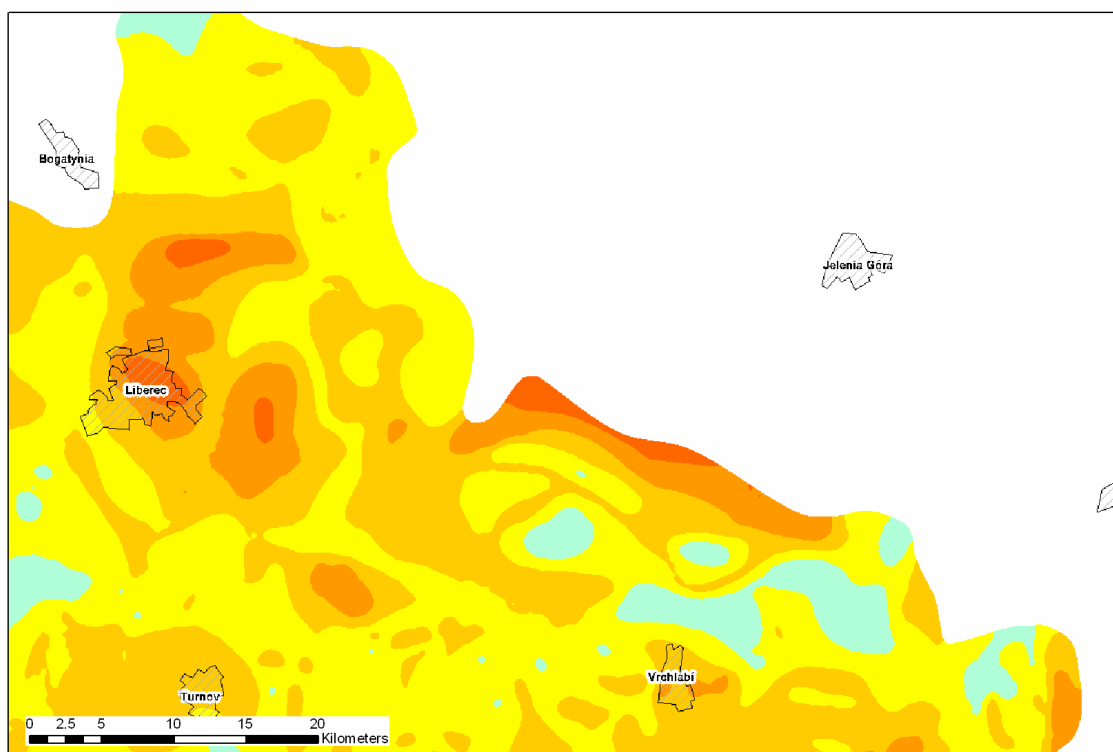 Bogatynia
Jelenia Góra
Liberec
Vrchlabí
Turnov
0 2.5 5 10 15 20
Kilometers